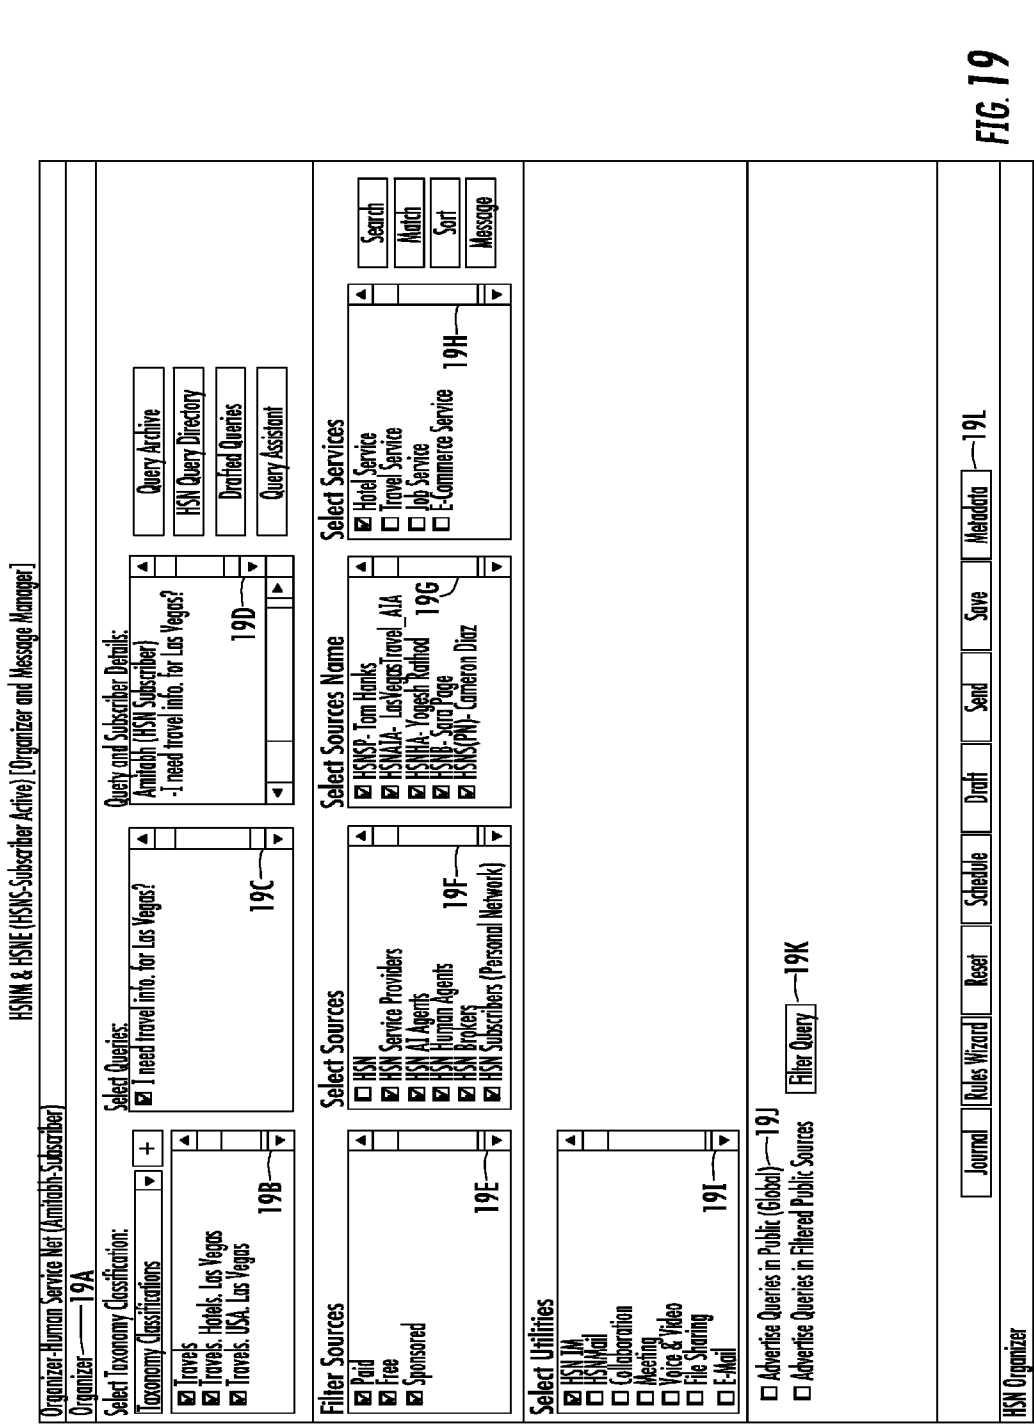 HSNM & HSNE (HSNS-Subscriber Active) [Organizer and Message Manager]
Organizer-Human Service Net (Amitabh-Subscriber)
Organizer 19A
Select Taxonomy Classification:
Taxonomy Classifications ▼ +
☑ Travels
☑ Travels. Hotels. Las Vegas
☑ Travels. USA. Las Vegas
19B
Select Queries:
☑ I need travel info. for Las Vegas?
19C
Query and Subscriber Details:
Amitabh (HSN Subscriber)
-I need travel info. for Las Vegas?
19D
Query Archive
HSN Query Directory
Drafted Queries
Query Assistant
Filter Sources
☑ Paid
☑ Free
☑ Sponsored
19E
Select Sources
☐ HSN
☑ HSN Service Providers
☑ HSN AI Agents
☑ HSN Human Agents
☑ HSN Brokers
☑ HSN Subscribers (Personal Network)
19F
Select Sources Name
☑ HSNSP- Tom Hanks
☑ HSNAIA- LasVegasTravel_AIA
☑ HSNHA- Yogesh Rathod
☑ HSNB- Sara Page
☑ HSNS(PN)- Cameron Diaz
19G
Select Services
☑ Hotel Service
☐ Travel Service
☐ Job Service
☐ E-Commerce Service
19H
Search
Match
Sort
Message
Select Utilities
☑ HSN IM
☐ HSNMail
☐ Collaboration
☐ Meeting
☐ Voice & Video
☐ File Sharing
☐ E-Mail
19I
☐ Advertise Queries in Public (Global) 19J
☐ Advertise Queries in Filtered Public Sources
Filter Query 19K
Journal Rules Wizard Reset Schedule Draft Send Save Metadata 19L
HSN Organizer
FIG. 19